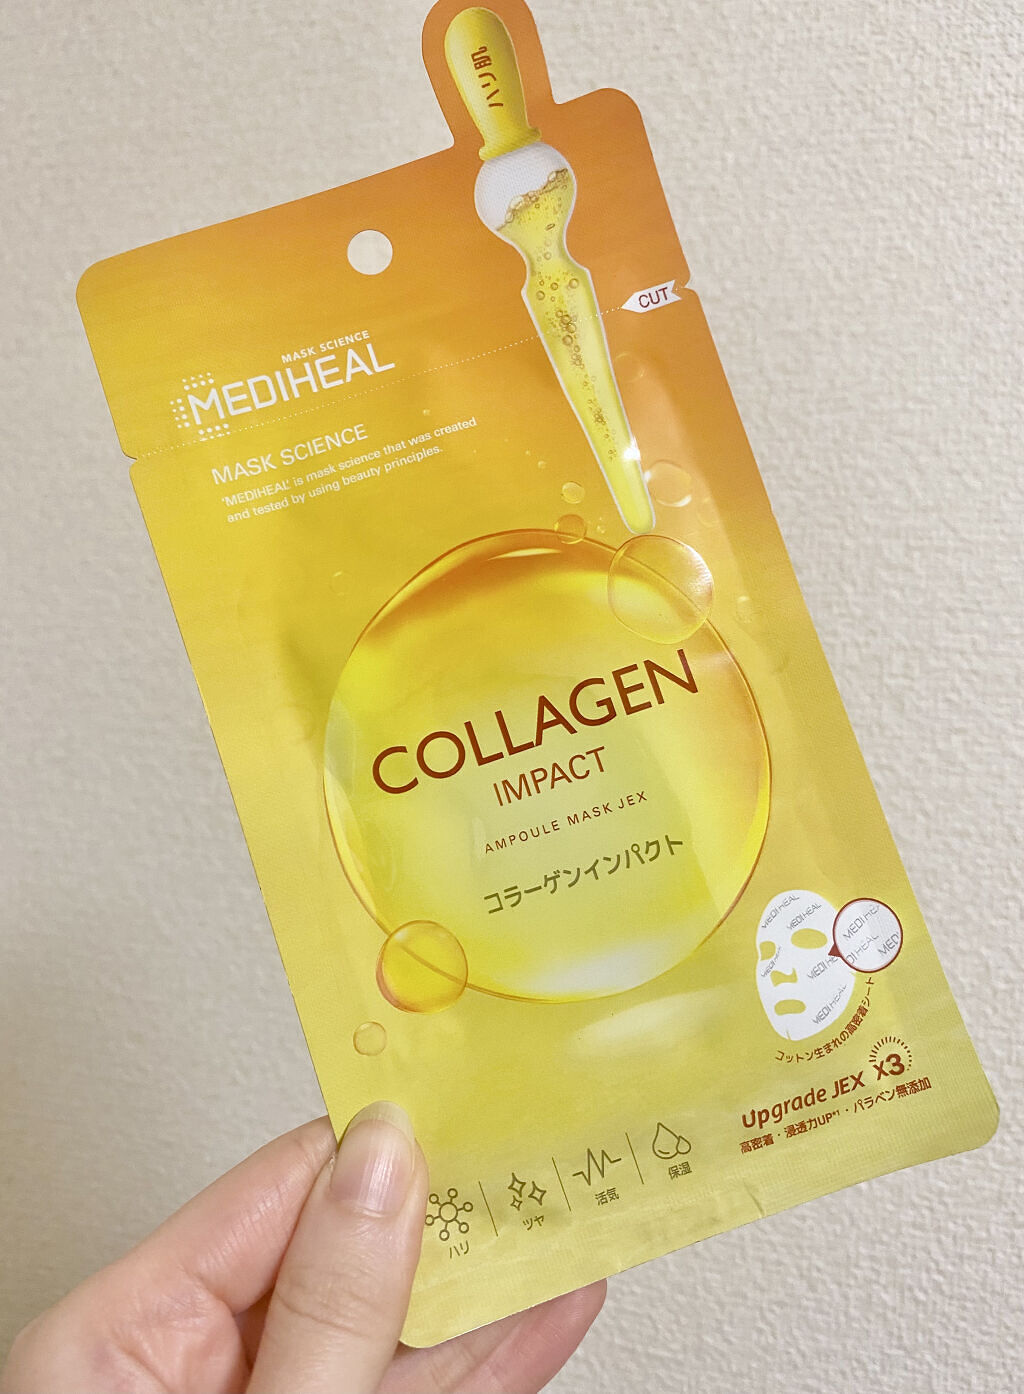 ハリ肌
CUT
MASK SCIENCE
MEDIHEAL
MASK SCIENCE
'MEDIHEAL' is mask science that was created
and tested by using beauty principles.
COLLAGEN
IMPACT
AMPOULE MASK JEX
コラーゲンインパクト
MEDIHEAL MEDIHEAL
MEDIHEAL
MEDIHEAL
コットン生まれの高密着シート
Upgrade JEX X3
高密着・浸透力UP*1・パラベン無添加
ハリ
ツヤ
活気
保湿